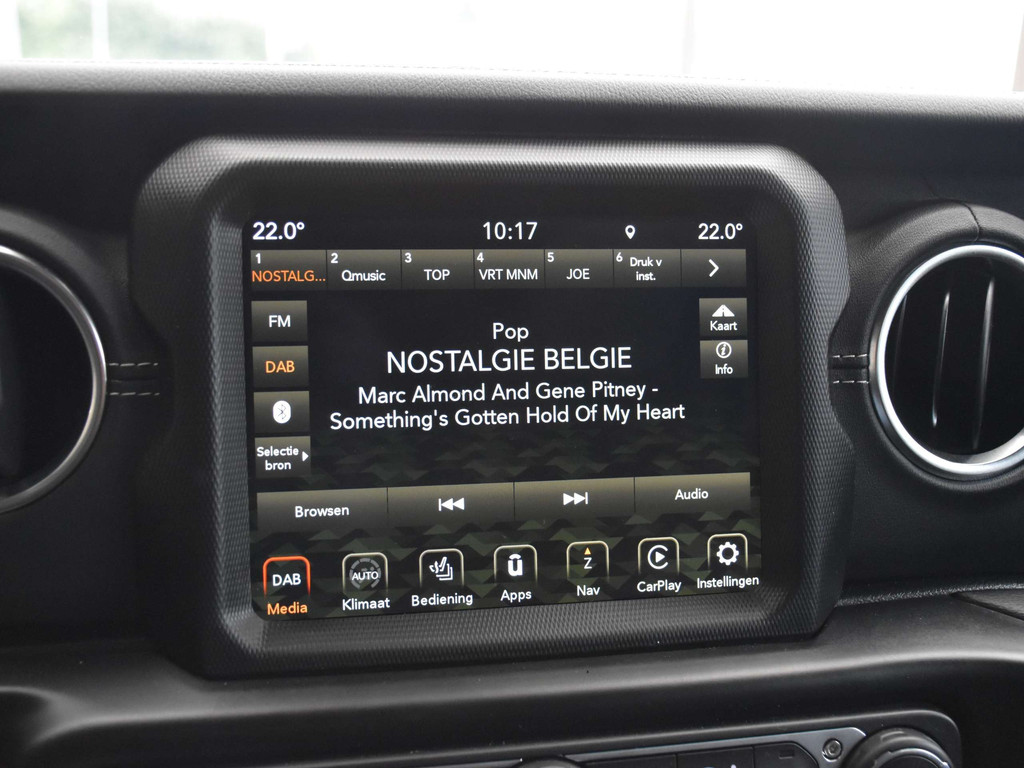 22.0° 10:17 22.0°
1 2 3 4 5 6 Druk v
NOSTALG... Qmusic TOP VRT MNM JOE inst.
FM
Kaart
Pop
DAB
NOSTALGIE BELGIE
i
Info
Marc Almond And Gene Pitney -
Something's Gotten Hold Of My Heart
Selectie
bron
Browsen Audio
DAB AUTO Z
Media Klimaat Bediening Apps Nav CarPlay Instellingen